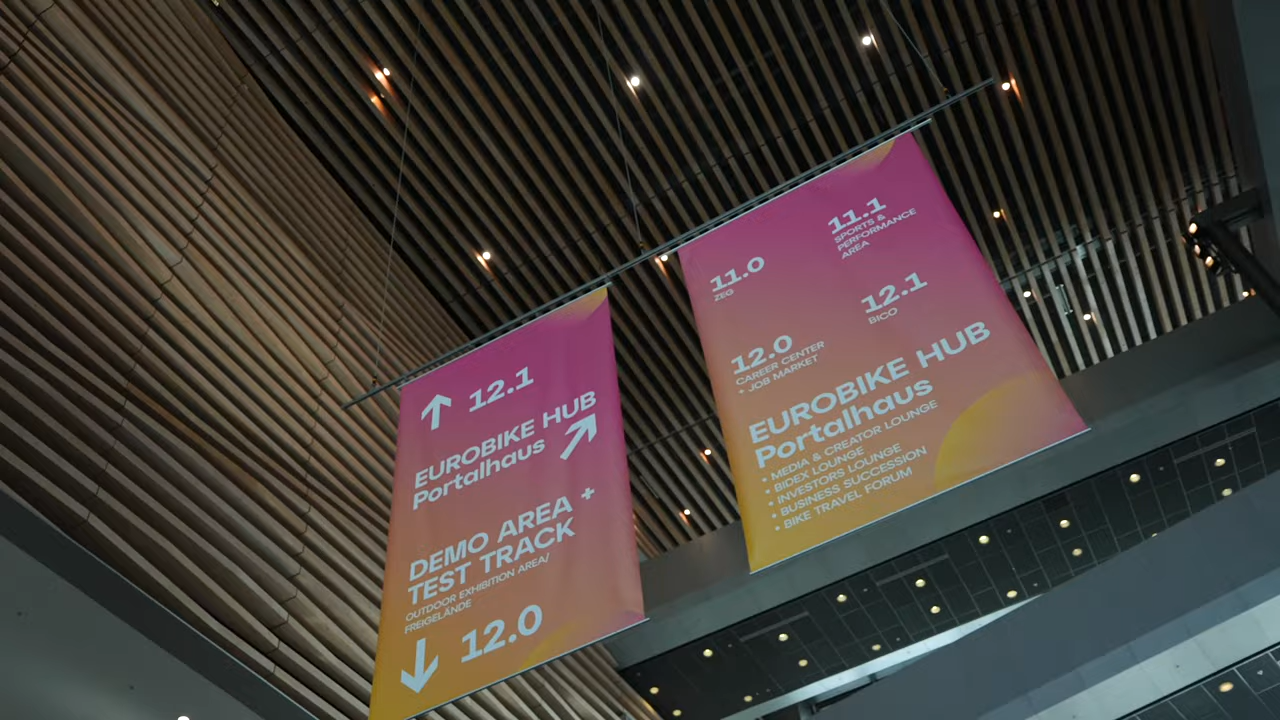 12.1
EUROBIKE HUB
Portalhaus
DEMO AREA +
TEST TRACK
OUTDOOR EXHIBITION AREA/
FREIGELÄNDE
12.0
11.0
ZEG
11.1
SPORTS &
PERFORMANCE
AREA
12.0
CAREER CENTER
+ JOB MARKET
12.1
BICO
EUROBIKE HUB
Portalhaus
• MEDIA & CREATOR LOUNGE
• BIDEX LOUNGE
• INVESTORS LOUNGE
• BUSINESS SUCCESSION
• BIKE TRAVEL FORUM